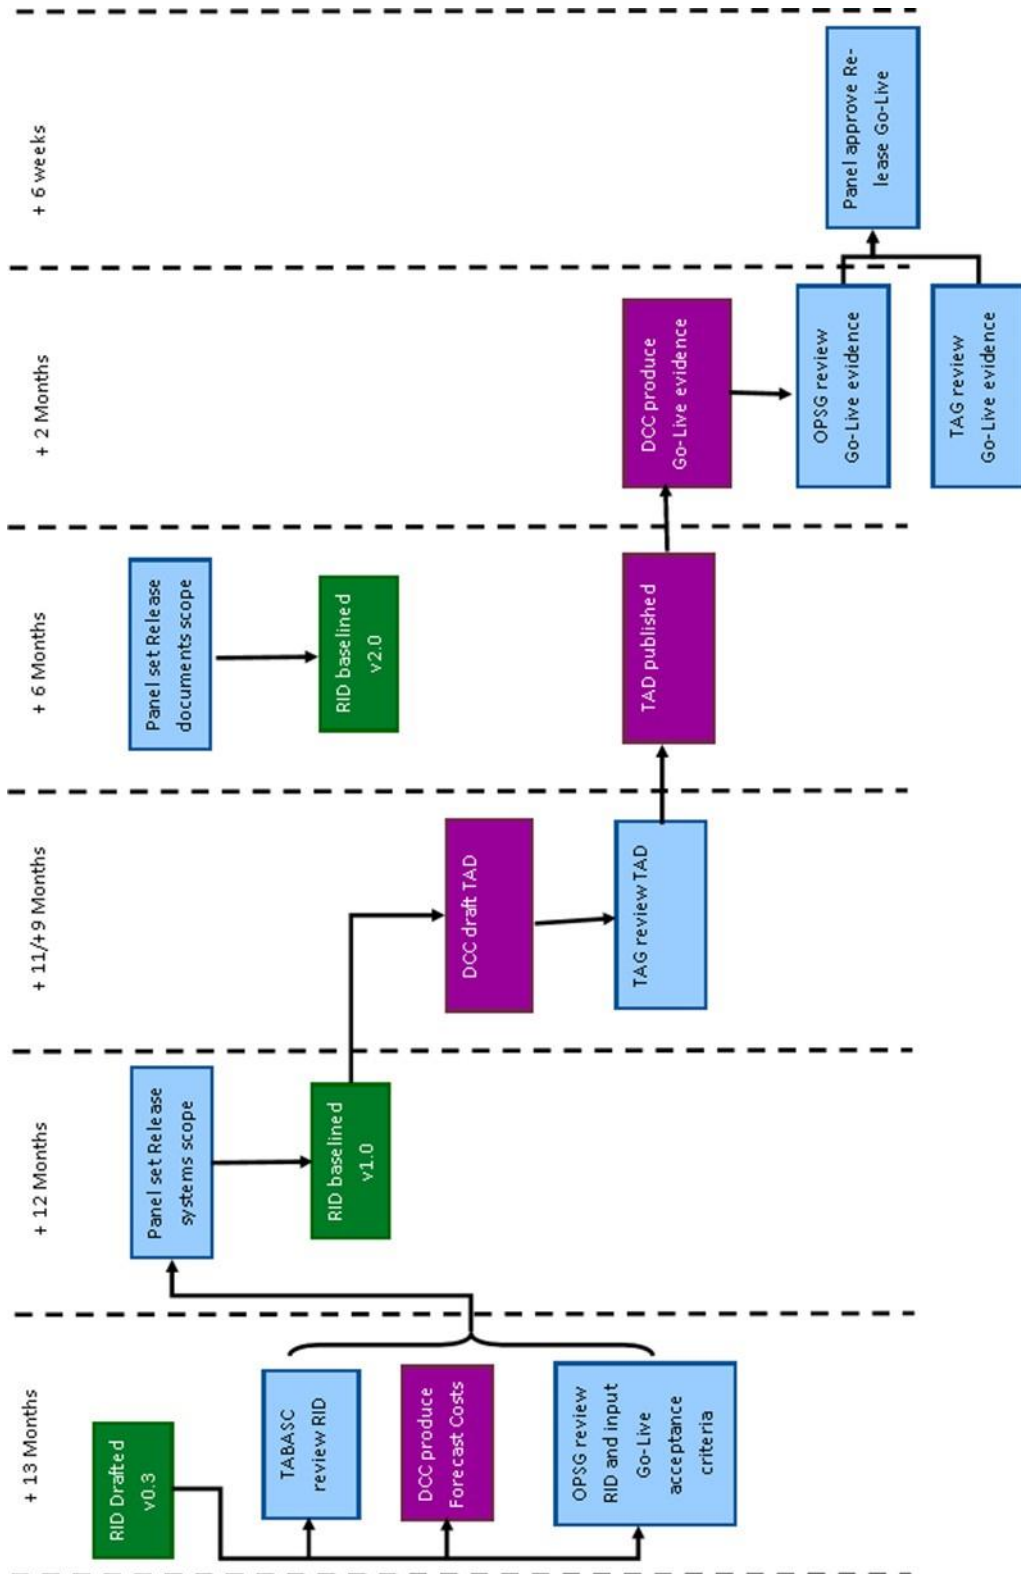 + 13 Months
RID Drafted
v0.3
TABASC
review RID
DCC produce
Forecast Costs
OPSG review
RID and input
Go-Live
acceptance
criteria
+ 12 Months
Panel set Release
systems scope
RID baselined
v1.0
+ 11/+9 Months
DCC draft TAD
TAG review TAD
+ 6 Months
Panel set Release
documents scope
RID baselined
v2.0
TAD published
+ 2 Months
DCC produce
Go-Live evidence
OPSG review
Go-Live evidence
TAG review
Go-Live evidence
+ 6 weeks
Panel approve Re-
lease Go-Live